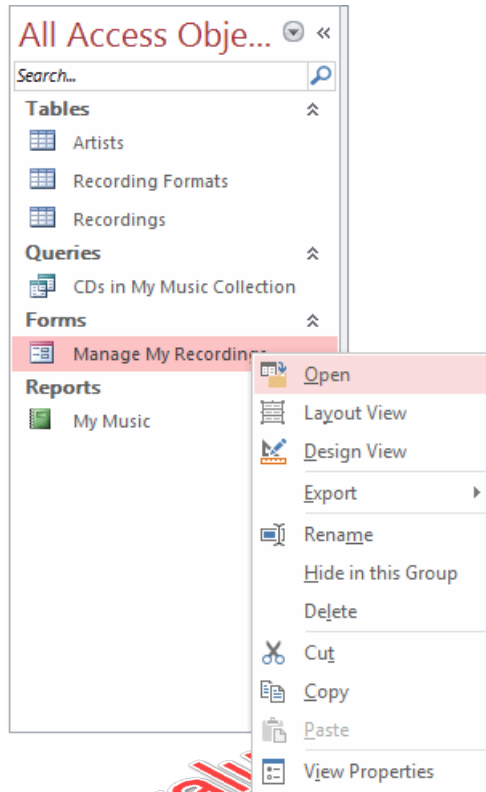 All Access Obje...
Search...
Tables
Artists
Recording Formats
Recordings
Queries
CDs in My Music Collection
Forms
Manage My Recordings
Reports
My Music
Open
Layout View
Design View
Export
Rename
Hide in this Group
Delete
Cut
Copy
Paste
View Properties